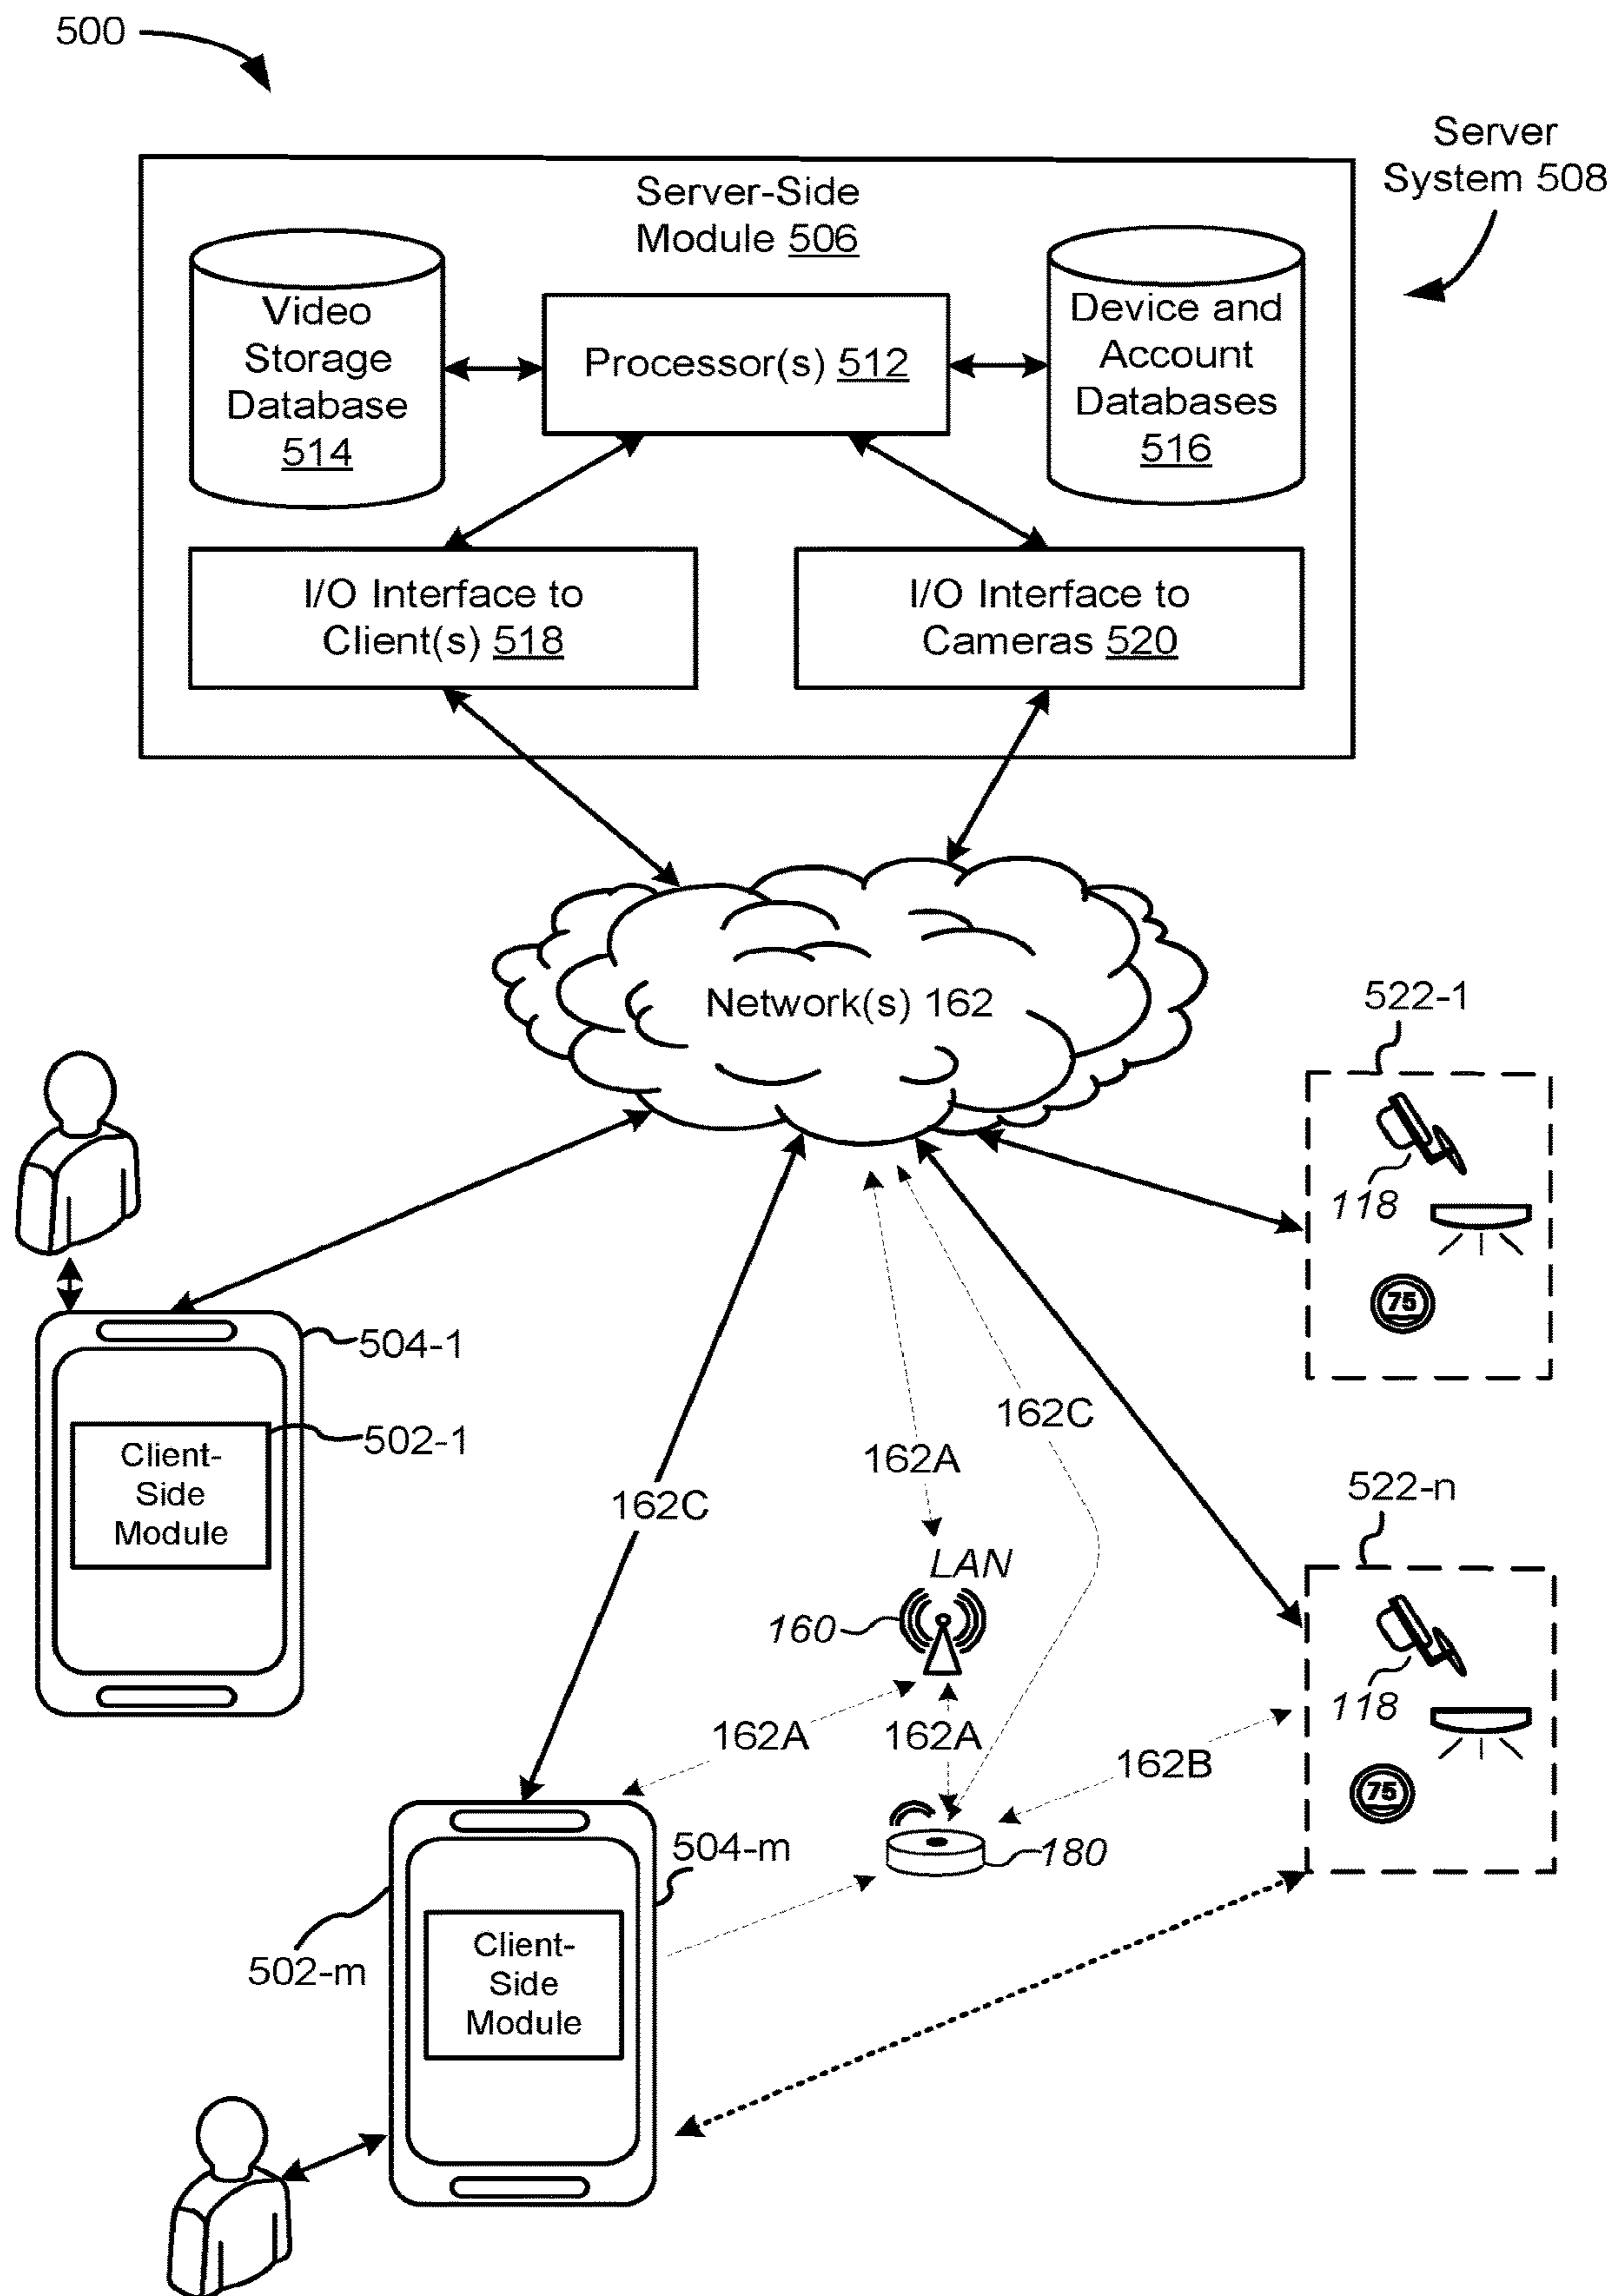 500
Server
System 508
Server-Side
Module 506
Video
Storage
Database
514
Processor(s) 512
Device and
Account
Databases
516
I/O Interface to
Client(s) 518
I/O Interface to
Cameras 520
Network(s) 162
522-1
118
75
504-1
502-1
Client-
Side
Module
162C
162A
162C
522-n
LAN
160
118
162A
162A
162B
75
504-m
180
502-m
Client-
Side
Module